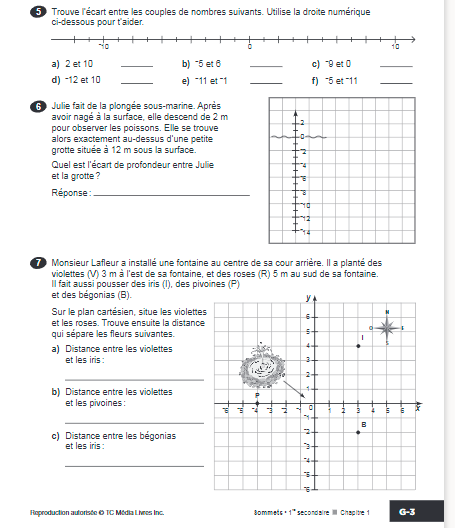 5 Trouve l'écart entre les couples de nombres suivants. Utilise la droite numérique
ci-dessous pour t'aider.
⁻10 0 10
a) 2 et 10 ________ b) ⁻5 et 6 ________ c) ⁻9 et 0 ________
d) ⁻12 et 10 ________ e) ⁻11 et ⁻1 ________ f) ⁻5 et ⁻11 ________
6 Julie fait de la plongée sous-marine. Après
avoir nagé à la surface, elle descend de 2 m
pour observer les poissons. Elle se trouve
alors exactement au-dessus d'une petite
grotte située à 12 m sous la surface.
Quel est l'écart de profondeur entre Julie
et la grotte ?
Réponse : ________
2
0
⁻2
⁻4
⁻6
⁻8
⁻10
⁻12
⁻14
7 Monsieur Lafleur a installé une fontaine au centre de sa cour arrière. Il a planté des
violettes (V) 3 m à l'est de sa fontaine, et des roses (R) 5 m au sud de sa fontaine.
Il fait aussi pousser des iris (I), des pivoines (P)
et des bégonias (B).
Sur le plan cartésien, situe les violettes
et les roses. Trouve ensuite la distance
qui sépare les fleurs suivantes.
a) Distance entre les violettes
et les iris :
b) Distance entre les violettes
et les pivoines :
c) Distance entre les bégonias
et les iris :
y
N
6
O E
5
S
I
4
3
2
1
P
⁻6 ⁻5 ⁻4 ⁻3 ⁻2 ⁻1 0 1 2 3 4 5 6 x
⁻1
B
⁻2
⁻3
⁻4
⁻5
⁻6
Reproduction autorisée © TC Média Livres Inc.
Sommets • 1re secondaire Chapitre 1
G-3